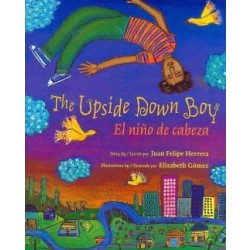 The Upside Down Boy
El niño de cabeza
Story by / Escrito por Juan Felipe Herrera
Illustrations by / Ilustrado por Elizabeth Gómez